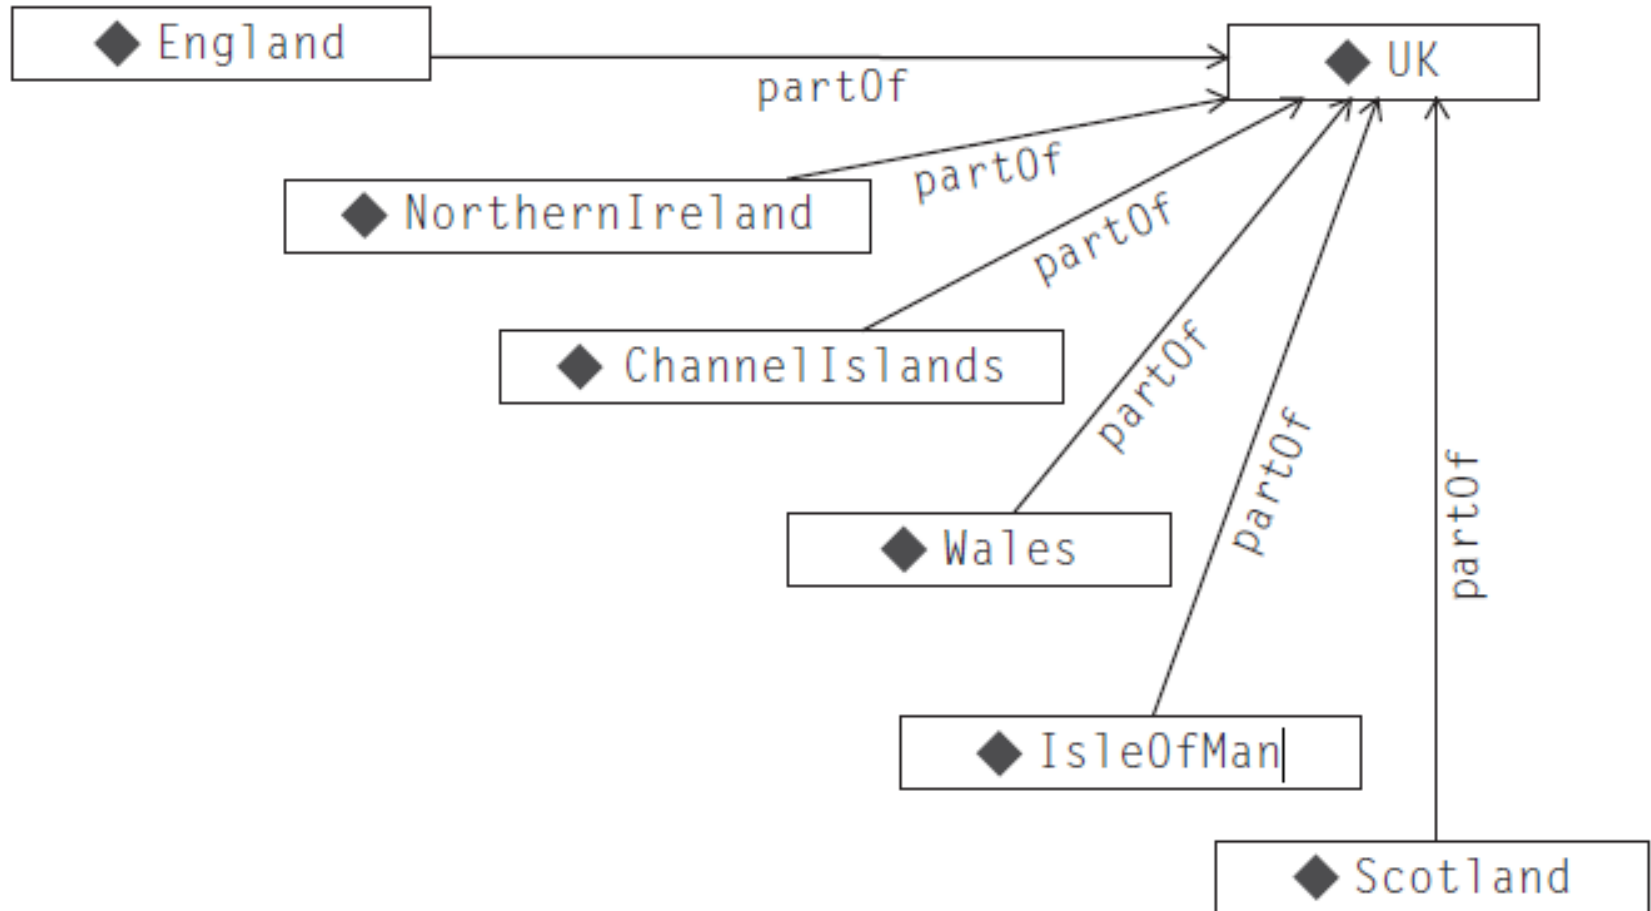 England
UK
partOf
partOf
NorthernIreland
partOf
ChannelIslands
partOf
Wales
partOf
partOf
IsleOfMan
Scotland